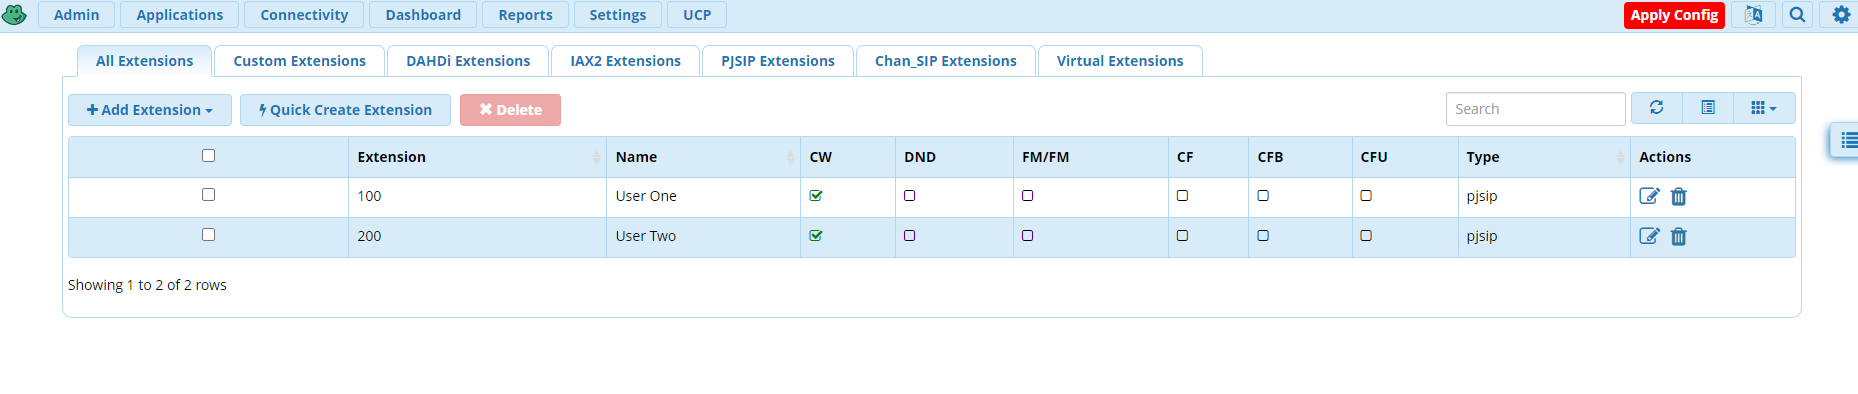 Admin Applications Connectivity Dashboard Reports Settings UCP Apply Config
All Extensions Custom Extensions DAHDi Extensions IAX2 Extensions PJSIP Extensions Chan_SIP Extensions Virtual Extensions
Add Extension Quick Create Extension Delete Search
Extension Name CW DND FM/FM CF CFB CFU Type Actions
100 User One pjsip
200 User Two pjsip
Showing 1 to 2 of 2 rows